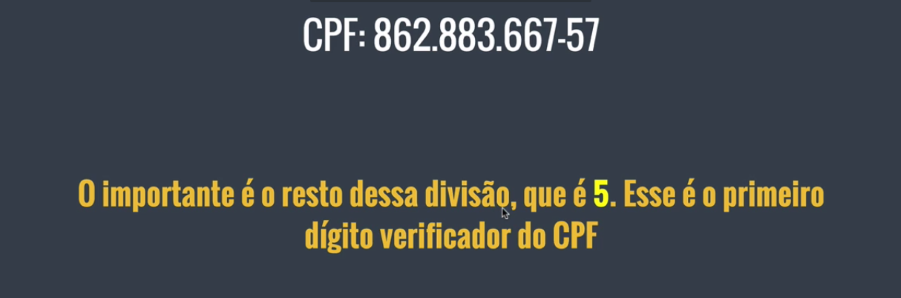 CPF: 862.883.667-57
O importante é o resto dessa divisão, que é 5. Esse é o primeiro
dígito verificador do CPF